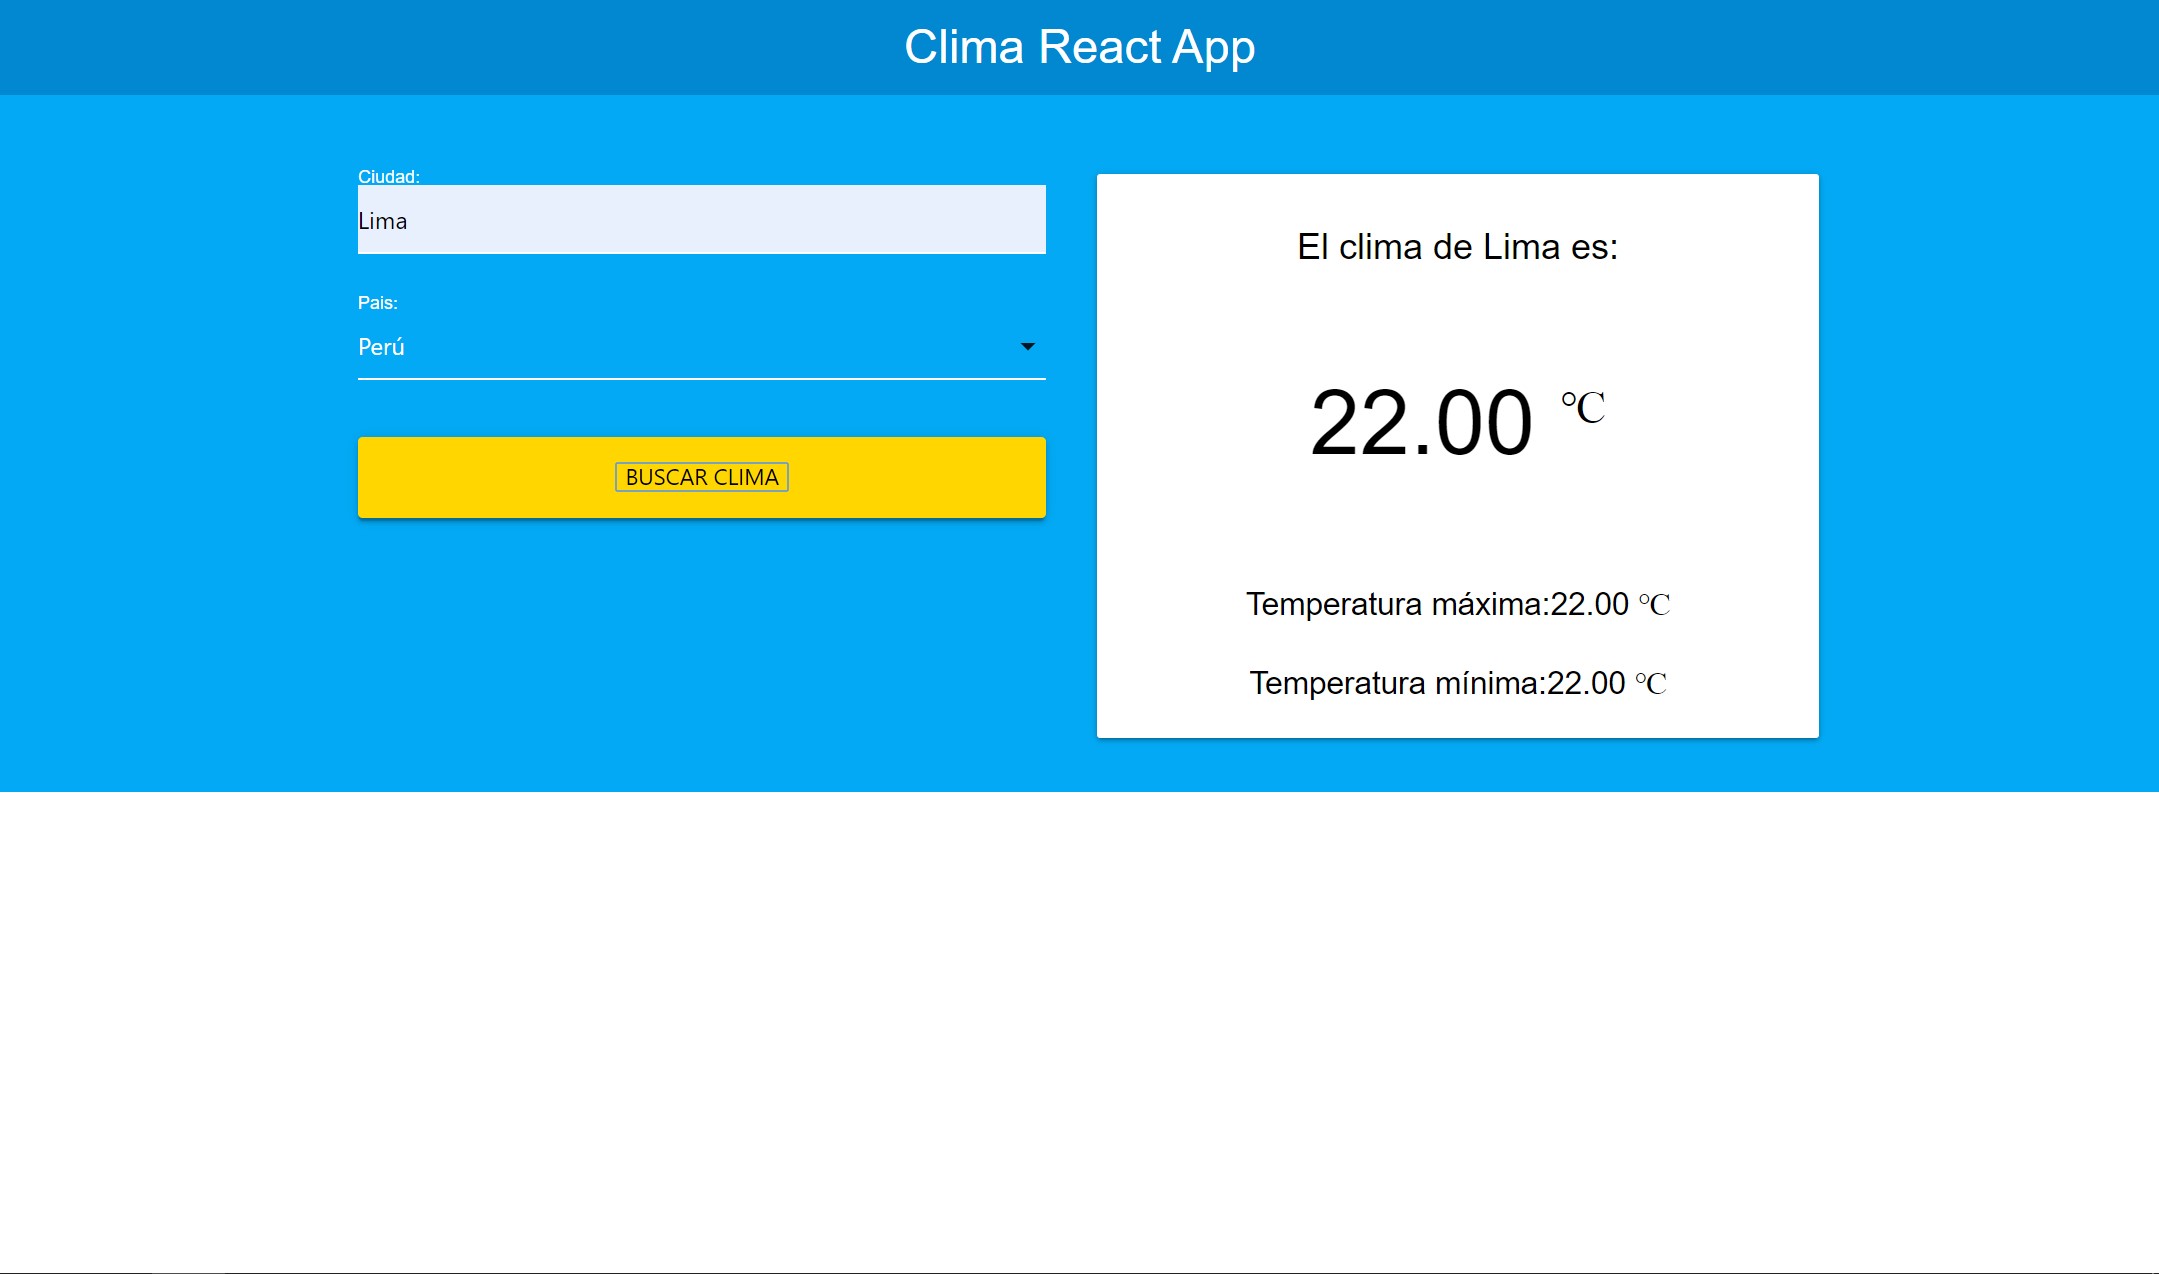 Clima React App
Ciudad:
Lima
Pais:
Perú
BUSCAR CLIMA
El clima de Lima es:
22.00 ℃
Temperatura máxima:22.00 ℃
Temperatura mínima:22.00 ℃